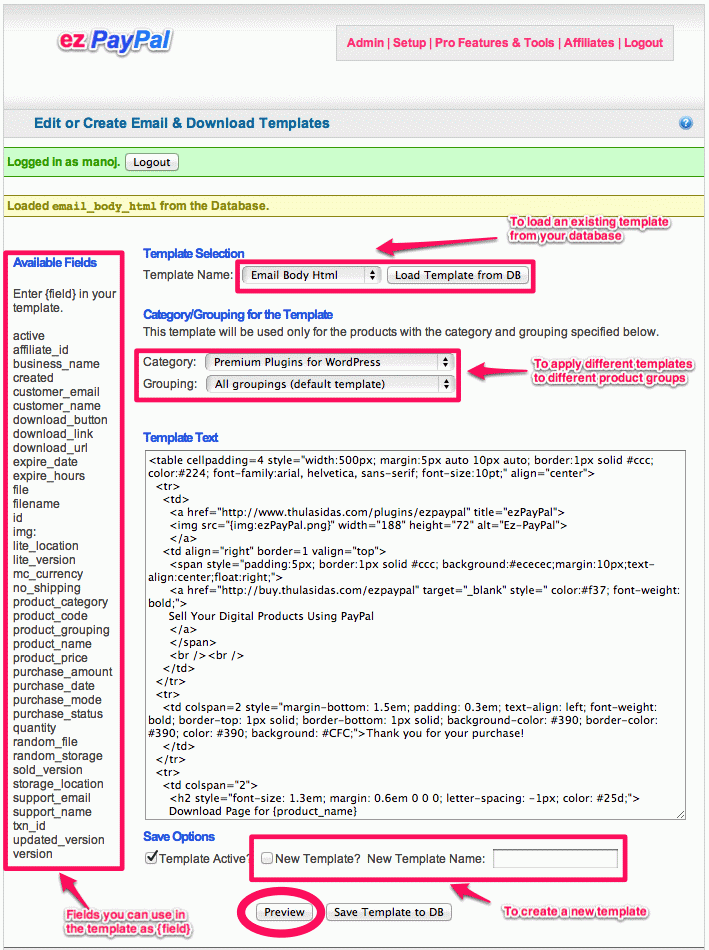 ez PayPal
Admin | Setup | Pro Features & Tools | Affiliates | Logout
Edit or Create Email & Download Templates
?
Logged in as manoj. Logout
Loaded email_body_html from the Database.
To load an existing template
from your database
Available Fields
Enter {field} in your
template.
active
affiliate_id
business_name
created
customer_email
customer_name
download_button
download_link
download_url
expire_date
expire_hours
file
filename
id
img:
lite_location
lite_version
mc_currency
no_shipping
product_category
product_code
product_grouping
product_name
product_price
purchase_amount
purchase_date
purchase_mode
purchase_status
quantity
random_file
random_storage
sold_version
storage_location
support_email
support_name
txn_id
updated_version
version
Fields you can use in
the template as {field}
Template Selection
Template Name: Email Body Html Load Template from DB
Category/Grouping for the Template
This template will be used only for the products with the category and grouping specified below.
Category: Premium Plugins for WordPress
Grouping: All groupings (default template)
To apply different templates
to different product groups
Template Text
<table cellpadding=4 style="width:500px; margin:5px auto 10px auto; border:1px solid #ccc;
color:#224; font-family:arial, helvetica, sans-serif; font-size:10pt;" align="center">
<tr>
<td>
<a href="http://www.thulasidas.com/plugins/ezpaypal" title="ezPayPal">
<img src="{img:ezPayPal.png}" width="188" height="72" alt="Ez-PayPal">
</a>
<td align="right" border=1 valign="top">
<span style="padding:5px; border:1px solid #ccc; background:#ececec;margin:10px;text-
align:center;float:right;">
<a href="http://buy.thulasidas.com/ezpaypal" target="_blank" style=" color:#f37; font-weight:
bold;">
Sell Your Digital Products Using PayPal
</a>
</span>
<br /><br />
</td>
</tr>
<tr>
<td colspan=2 style="margin-bottom: 1.5em; padding: 0.3em; text-align: left; font-weight:
bold; border-top: 1px solid; border-bottom: 1px solid; background-color: #390; border-color:
#390; color: #390; background: #CFC;">Thank you for your purchase!
</td>
</tr>
<tr>
<td colspan="2">
<h2 style="font-size: 1.3em; margin: 0.6em 0 0 0; letter-spacing: -1px; color: #25d;">
Download Page for {product_name}
Save Options
Template Active? New Template? New Template Name:
To create a new template
Preview Save Template to DB